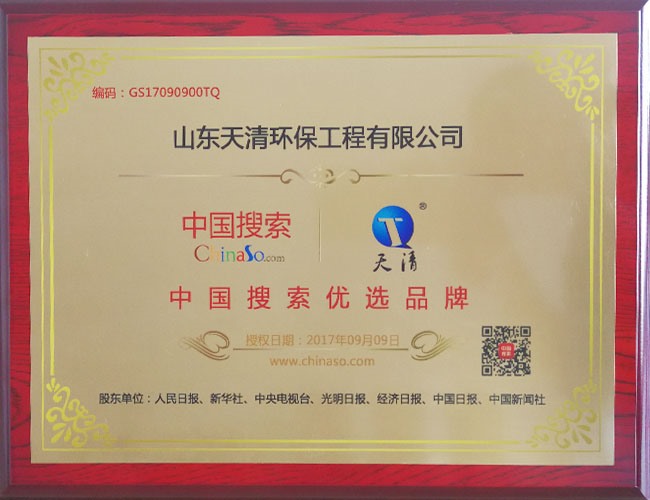 编码：GS17090900TQ
山东天清环保工程有限公司
中国搜索
ChinaSo.com
®
天清
中国搜索优选品牌
授权日期：2017年09月09日
www.chinaso.com
中国搜索
股东单位：人民日报、新华社、中央电视台、光明日报、经济日报、中国日报、中国新闻社